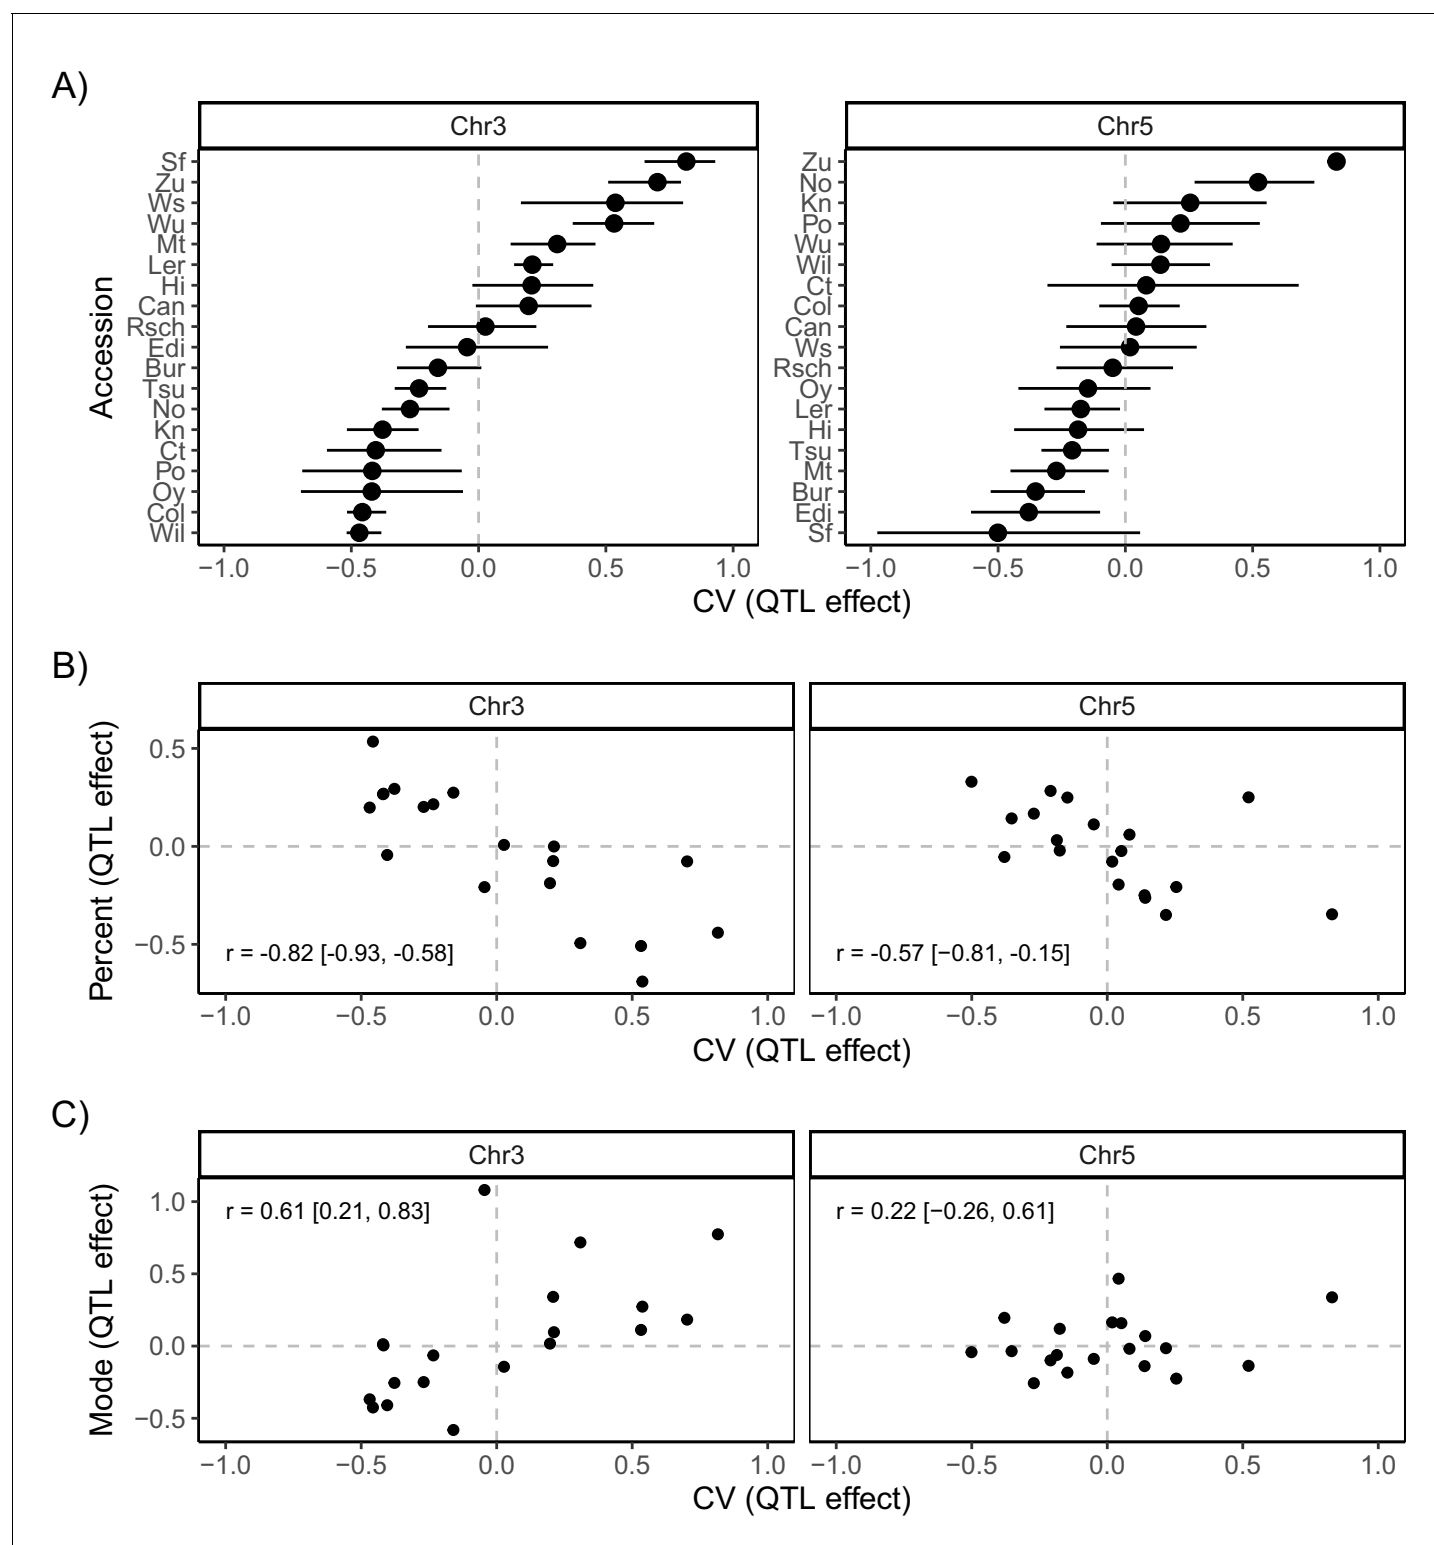 A)
Chr3
Chr5
Accession
Sf
Zu
Ws
Wu
Mt
Ler
Hi
Can
Rsch
Edi
Bur
Tsu
No
Kn
Ct
Po
Oy
Col
Wil
Zu
No
Kn
Po
Wu
Wil
Ct
Col
Can
Ws
Rsch
Oy
Ler
Hi
Tsu
Mt
Bur
Edi
Sf
−1.0 −0.5 0.0 0.5 1.0
−1.0 −0.5 0.0 0.5 1.0
CV (QTL effect)
B)
Chr3
Chr5
Percent (QTL effect)
0.5
0.0
−0.5
r = -0.82 [-0.93, -0.58]
r = -0.57 [−0.81, -0.15]
−1.0 −0.5 0.0 0.5 1.0
−1.0 −0.5 0.0 0.5 1.0
CV (QTL effect)
C)
Chr3
Chr5
Mode (QTL effect)
1.0
0.5
0.0
−0.5
r = 0.61 [0.21, 0.83]
r = 0.22 [−0.26, 0.61]
−1.0 −0.5 0.0 0.5 1.0
−1.0 −0.5 0.0 0.5 1.0
CV (QTL effect)